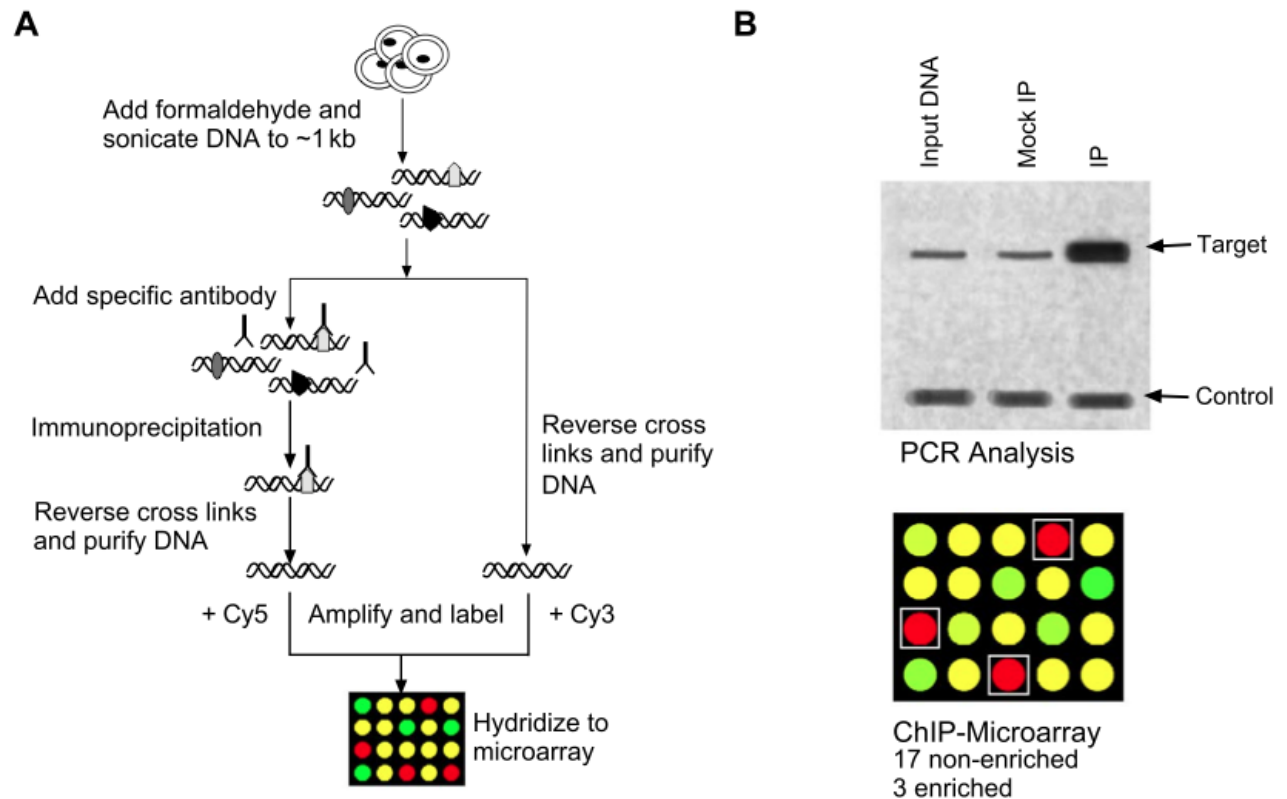 A
Add formaldehyde and
sonicate DNA to ~1 kb
Add specific antibody
Immunoprecipitation
Reverse cross links
and purify DNA
Reverse cross
links and purify
DNA
+ Cy5
Amplify and label
+ Cy3
Hydridize to
microarray
B
Input DNA
Mock IP
IP
Target
Control
PCR Analysis
ChIP-Microarray
17 non-enriched
3 enriched